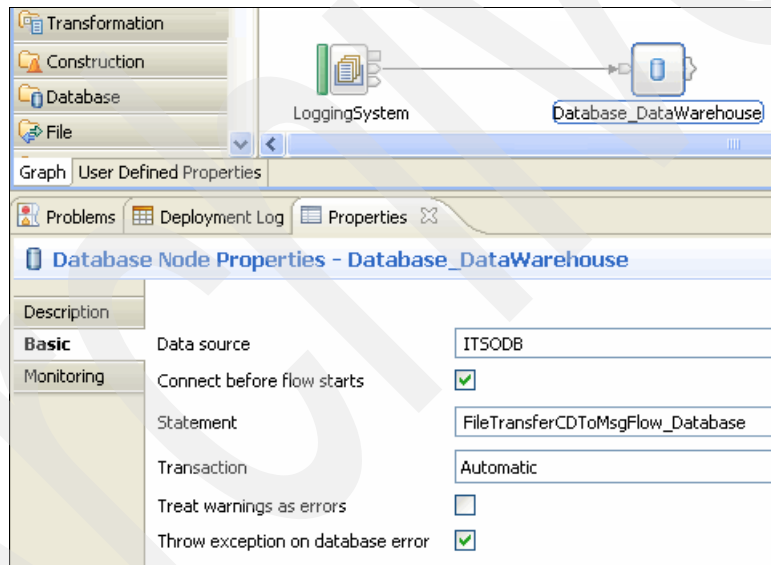 Transformation
Construction
Database
File
LoggingSystem
Database_DataWarehouse
Graph User Defined Properties
Problems Deployment Log Properties
Database Node Properties - Database_DataWarehouse
Description
Basic
Monitoring
Data source ITSODB
Connect before flow starts
Statement FileTransferCDToMsgFlow_Database
Transaction Automatic
Treat warnings as errors
Throw exception on database error